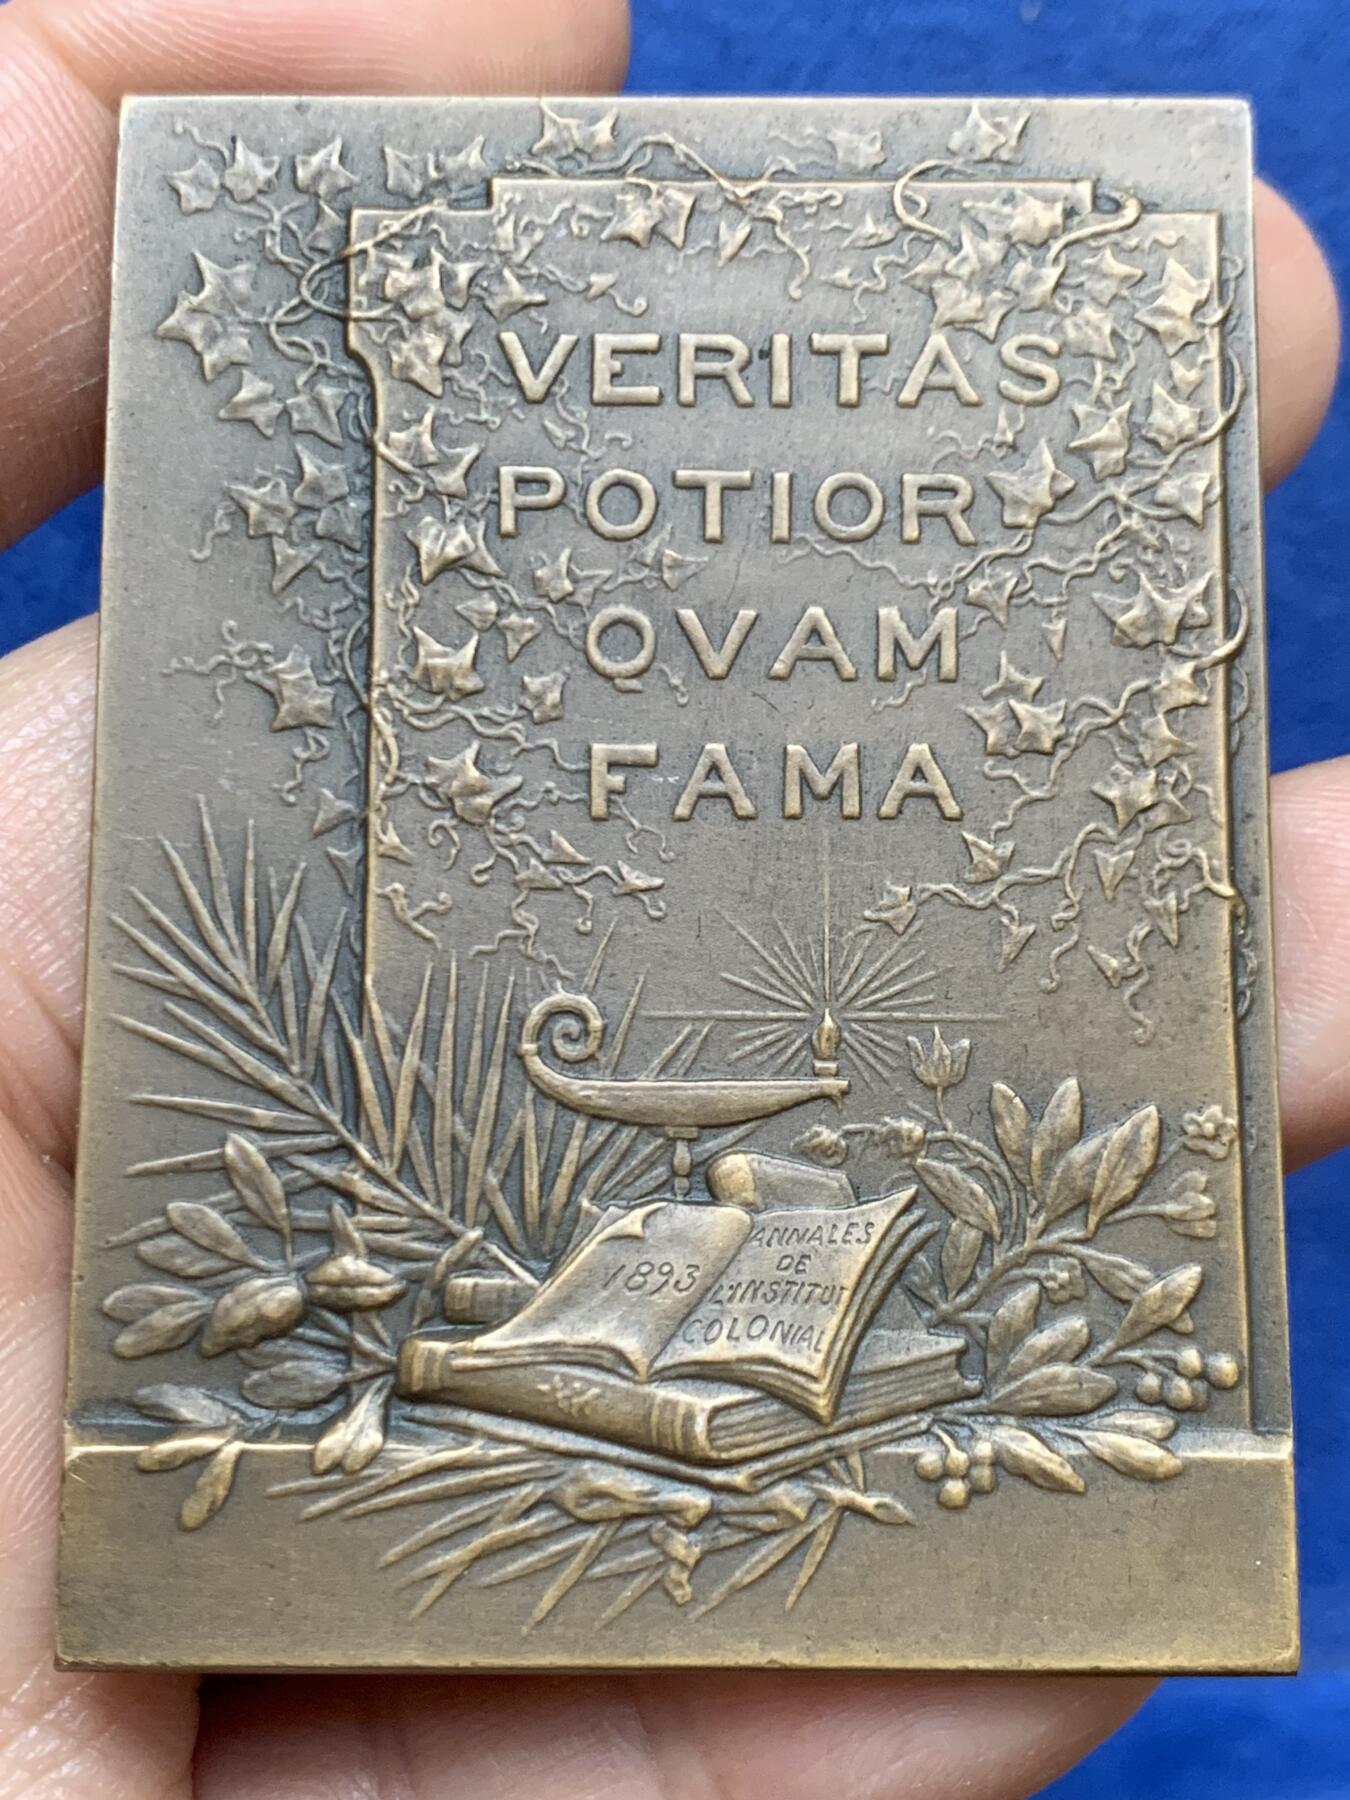 VERITAS
POTIOR
QVAM
FAMA
1893
ANNALES
DE
L'INSTITUT
COLONIAL